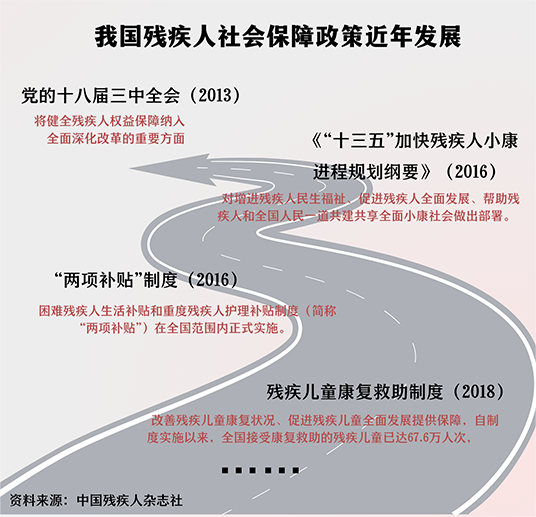 我国残疾人社会保障政策近年发展
党的十八届三中全会（2013）
将健全残疾人权益保障纳入
全面深化改革的重要方面
《“十三五”加快残疾人小康
进程规划纲要》（2016）
对增进残疾人民生福祉、促进残疾人全面发展、帮助残
疾人和全国人民一道共建共享全面小康社会做出部署。
“两项补贴”制度（2016）
困难残疾人生活补贴和重度残疾人护理补贴制度（简称
“两项补贴”）在全国范围内正式实施。
残疾儿童康复救助制度（2018）
改善残疾儿童康复状况、促进残疾儿童全面发展提供保障，自制
度实施以来，全国接受康复救助的残疾儿童已达67.6万人次，
······
资料来源：中国残疾人杂志社